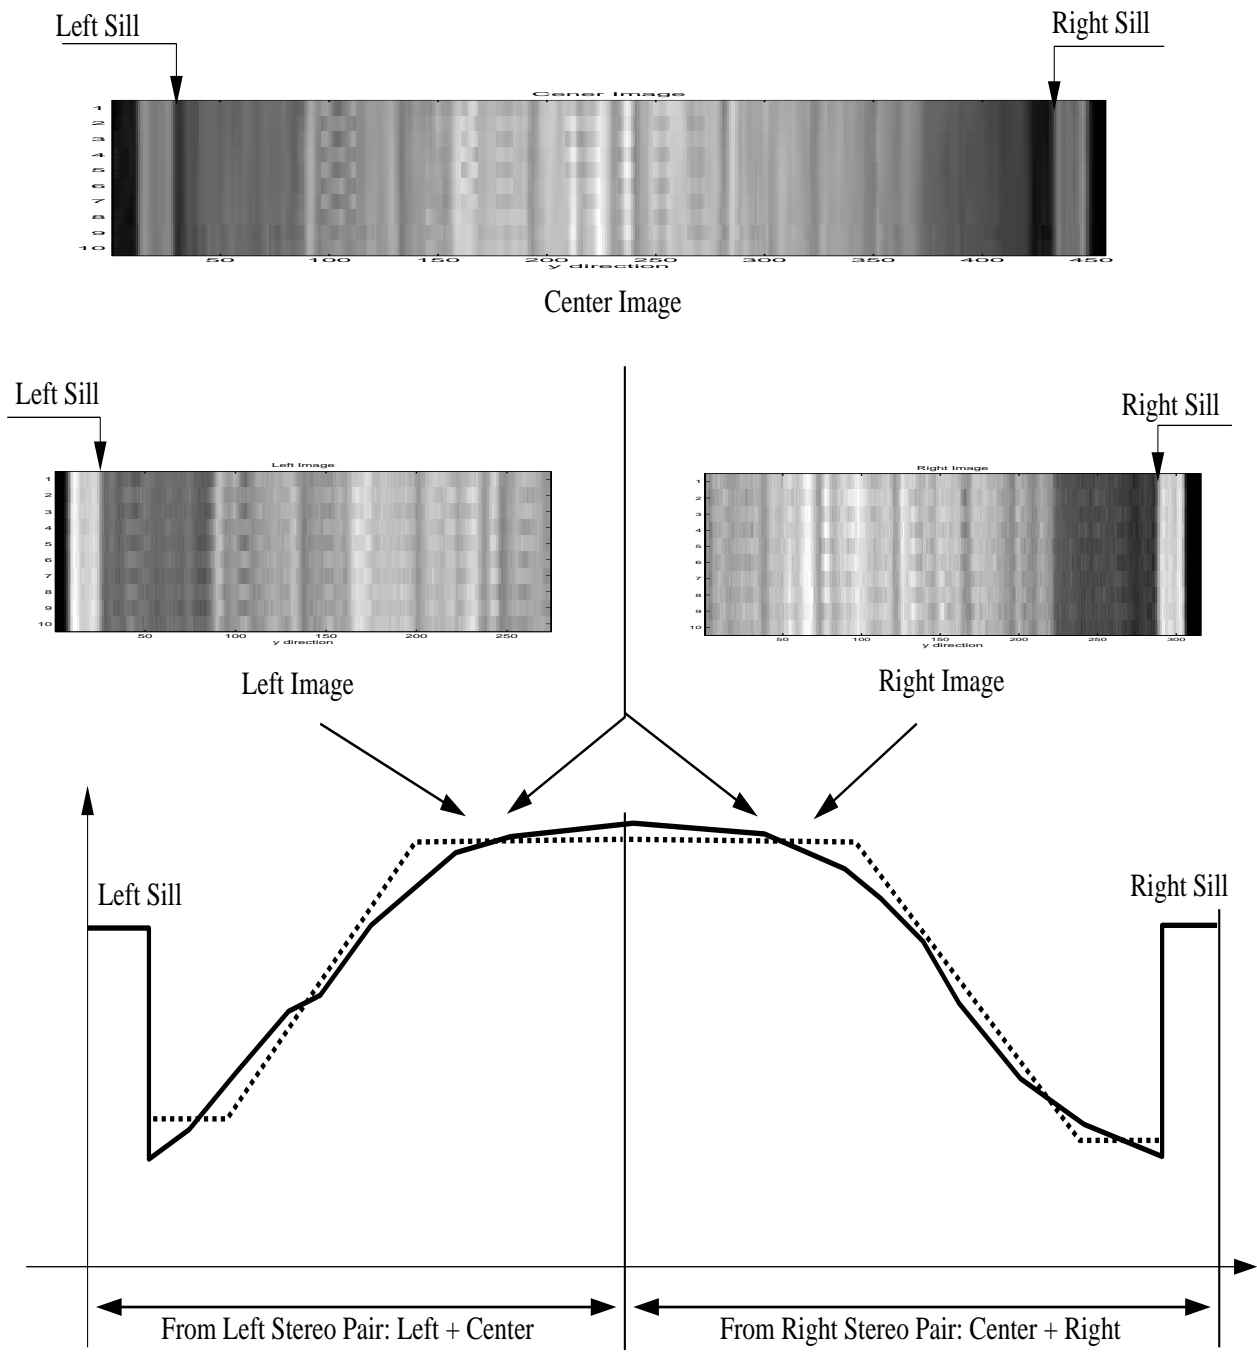 Left Sill
Right Sill
Cener Image
1
2
3
4
5
6
7
8
9
10
50 100 150 200 250 300 350 400 450
y direction
Center Image
Left Sill
Right Sill
Left Image
1
2
3
4
5
6
7
8
9
10
50 100 150 200 250
y direction
Right Image
1
2
3
4
5
6
7
8
9
10
50 100 150 200 250 300
y direction
Left Image
Right Image
Left Sill
Right Sill
From Left Stereo Pair: Left + Center
From Right Stereo Pair: Center + Right